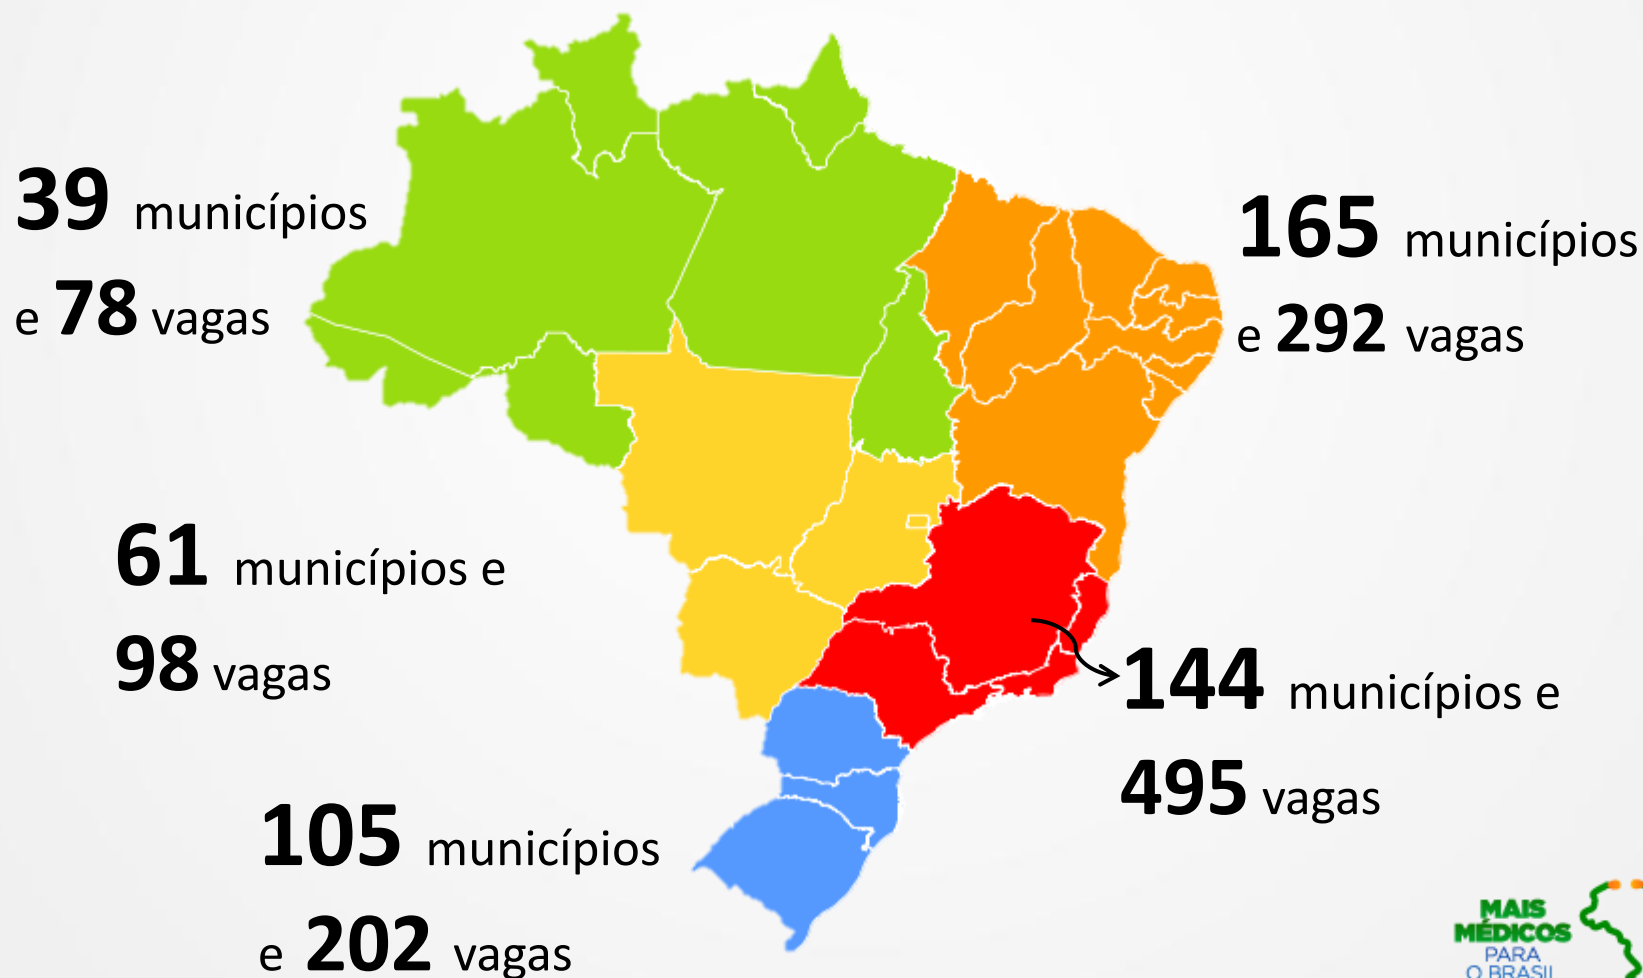 39 municípios
e 78 vagas
165 municípios
e 292 vagas
61 municípios e
98 vagas
144 municípios e
495 vagas
105 municípios
e 202 vagas
MAIS
MÉDICOS
PARA
O BRASIL